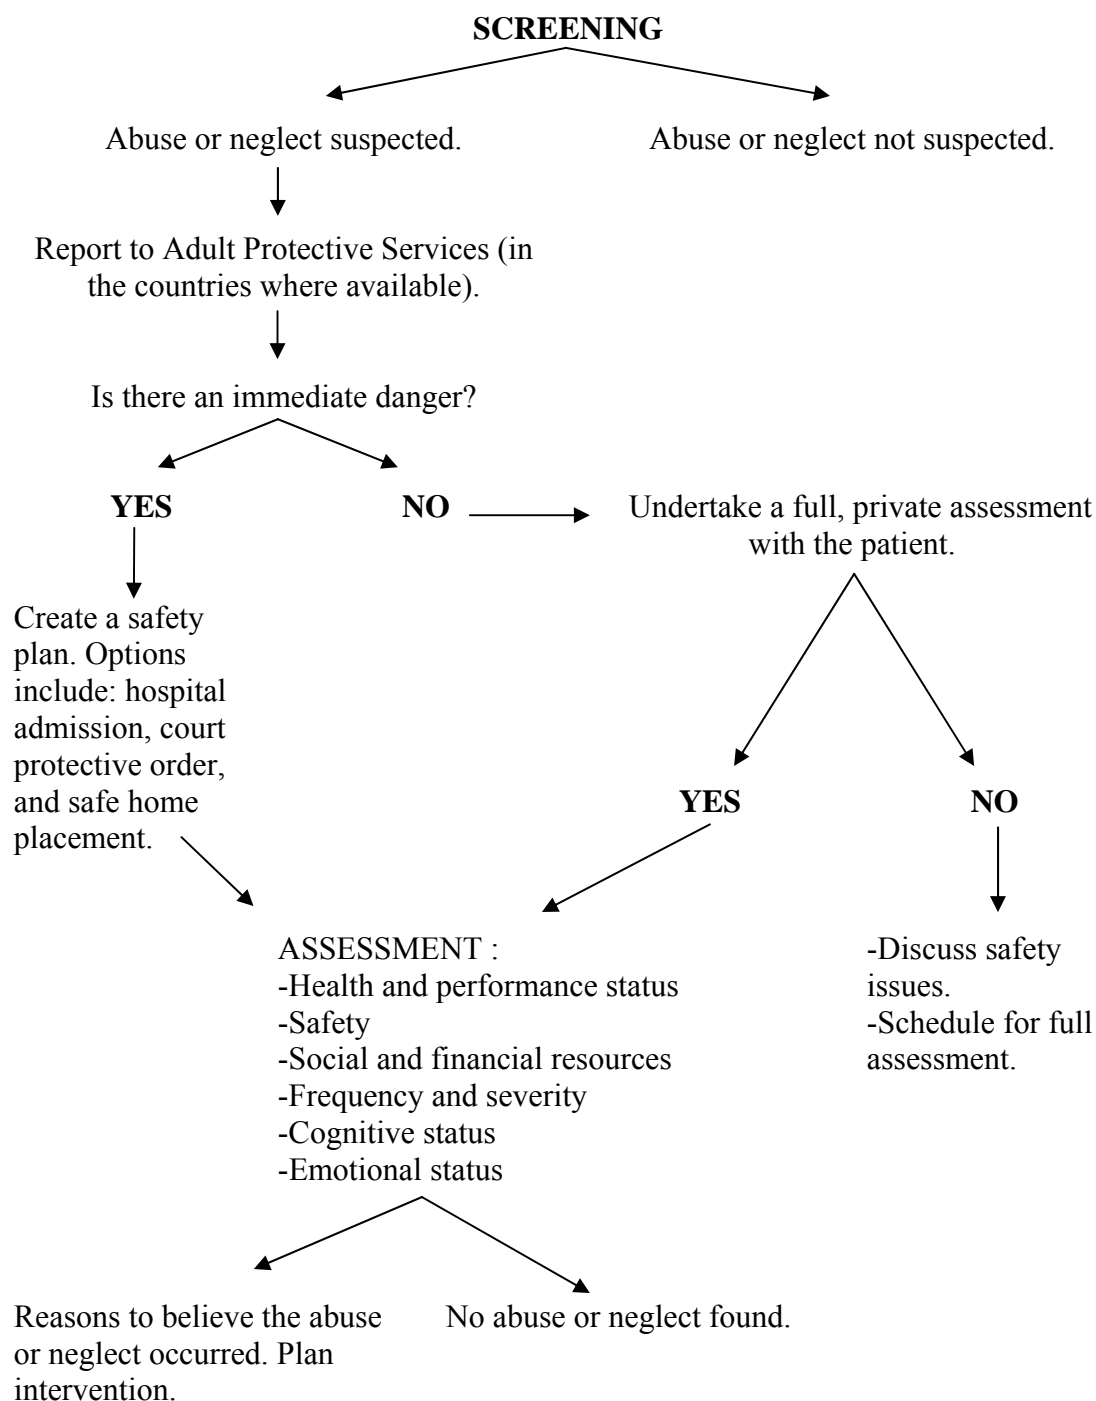 SCREENING
Abuse or neglect suspected.
Abuse or neglect not suspected.
Report to Adult Protective Services (in
the countries where available).
Is there an immediate danger?
YES
NO
Undertake a full, private assessment
with the patient.
Create a safety
plan. Options
include: hospital
admission, court
protective order,
and safe home
placement.
YES
NO
ASSESSMENT :
-Health and performance status
-Safety
-Social and financial resources
-Frequency and severity
-Cognitive status
-Emotional status
-Discuss safety
issues.
-Schedule for full
assessment.
Reasons to believe the abuse
or neglect occurred. Plan
intervention.
No abuse or neglect found.